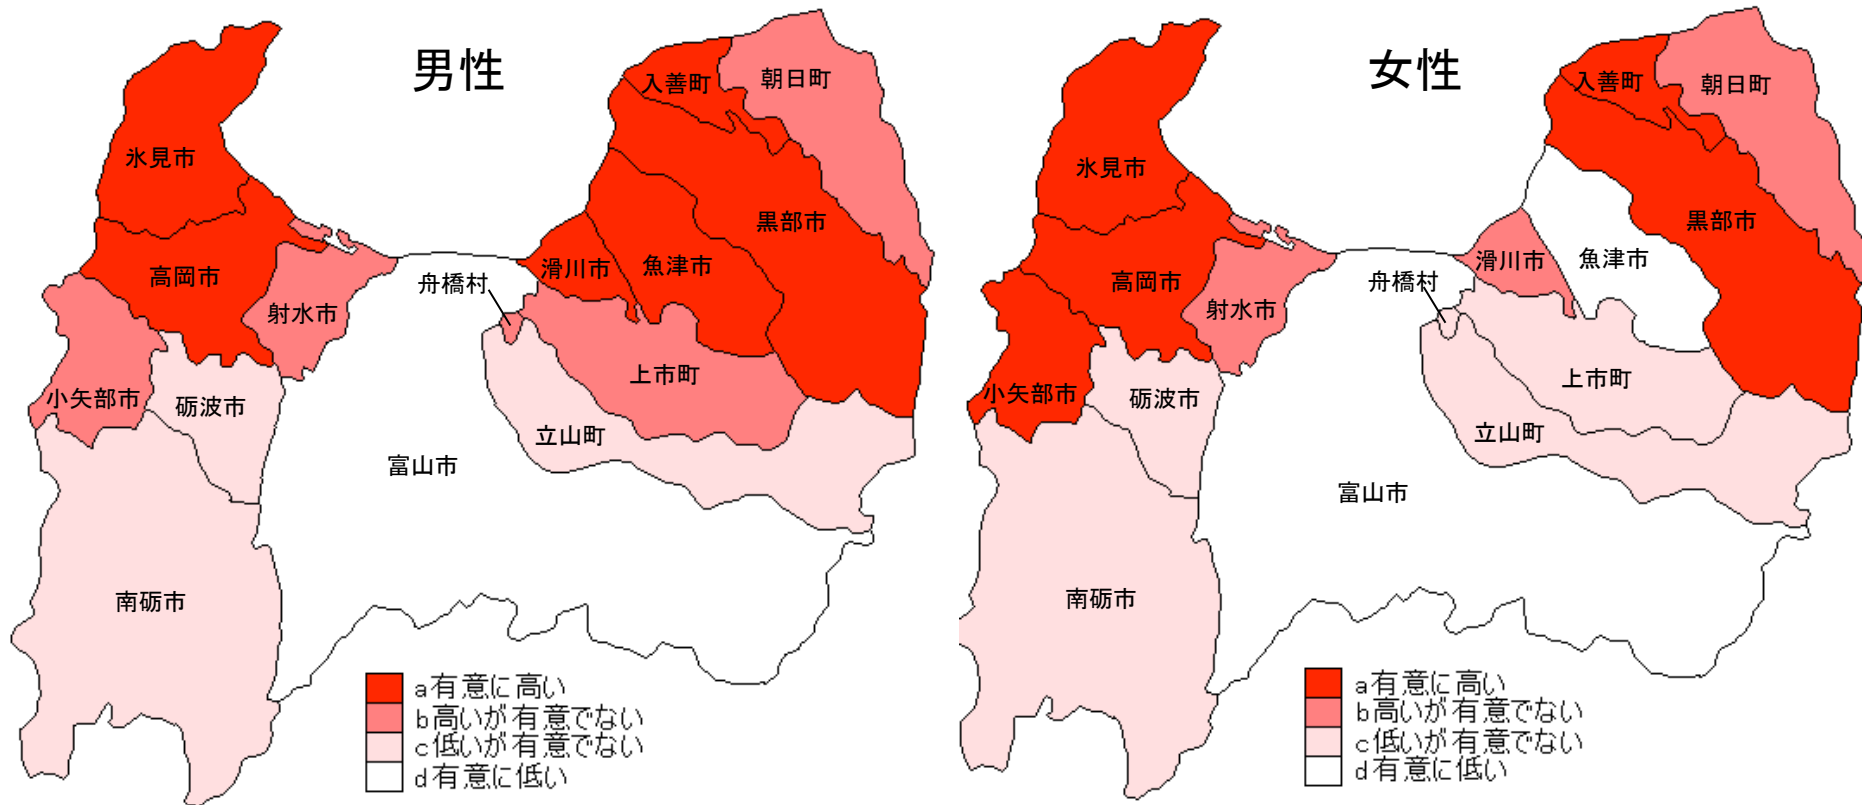 男性
入善町
朝日町
氷見市
黒部市
高岡市
滑川市
魚津市
舟橋村
射水市
上市町
小矢部市
砺波市
立山町
富山市
南砺市
a有意に高い
b高いが有意でない
c低いが有意でない
d有意に低い
女性
入善町
朝日町
氷見市
黒部市
高岡市
滑川市
魚津市
舟橋村
射水市
上市町
小矢部市
砺波市
立山町
富山市
南砺市
a有意に高い
b高いが有意でない
c低いが有意でない
d有意に低い